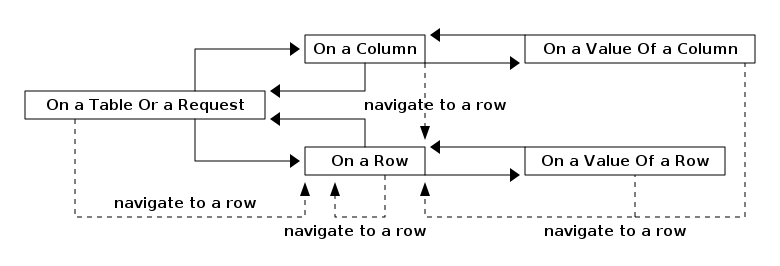 On a Column
On a Value Of a Column
On a Table Or a Request
navigate to a row
On a Row
On a Value Of a Row
navigate to a row
navigate to a row
navigate to a row